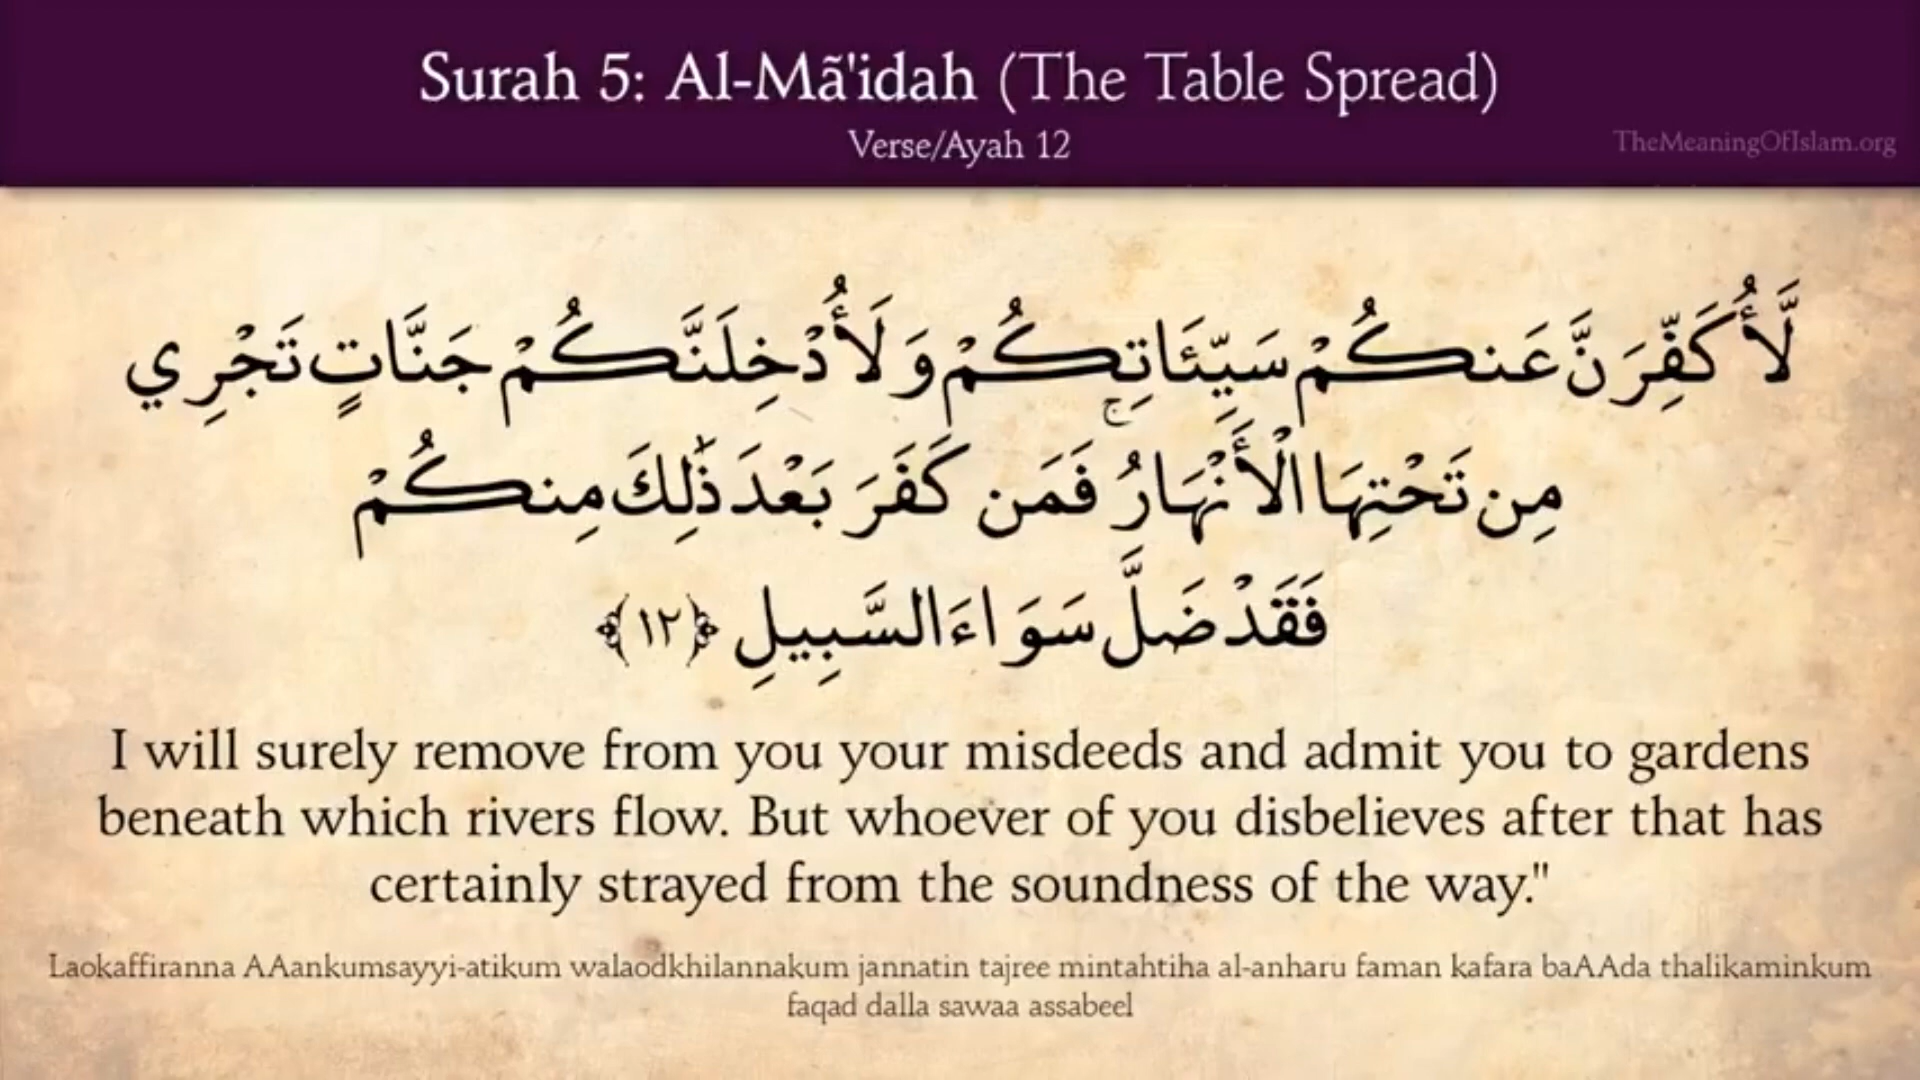 Surah 5: Al-Mã'idah (The Table Spread)
Verse/Ayah 12
TheMeaningOfIslam.org
لَّأُكَفِّرَنَّ عَنكُمْ سَيِّئَاتِكُمْ وَلَأُدْخِلَنَّكُمْ جَنَّاتٍ تَجْرِي
مِن تَحْتِهَا الْأَنْهَارُ ۚ فَمَن كَفَرَ بَعْدَ ذَٰلِكَ مِنكُمْ
فَقَدْ ضَلَّ سَوَاءَ السَّبِيلِ ﴿١٢﴾
I will surely remove from you your misdeeds and admit you to gardens
beneath which rivers flow. But whoever of you disbelieves after that has
certainly strayed from the soundness of the way."
Laokaffiranna AAankumsayyi-atikum walaodkhilannakum jannatin tajree mintahtiha al-anharu faman kafara baAAda thalikaminkum
faqad dalla sawaa assabeel